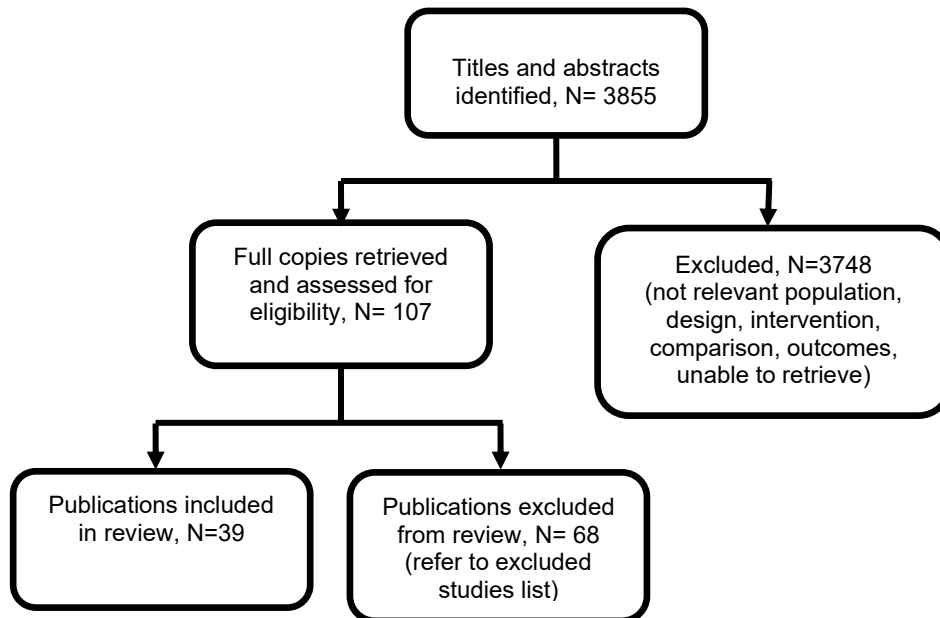 Titles and abstracts
identified, N= 3855
Full copies retrieved
and assessed for
eligibility, N= 107
Excluded, N=3748
(not relevant population,
design, intervention,
comparison, outcomes,
unable to retrieve)
Publications included
in review, N=39
Publications excluded
from review, N= 68
(refer to excluded
studies list)